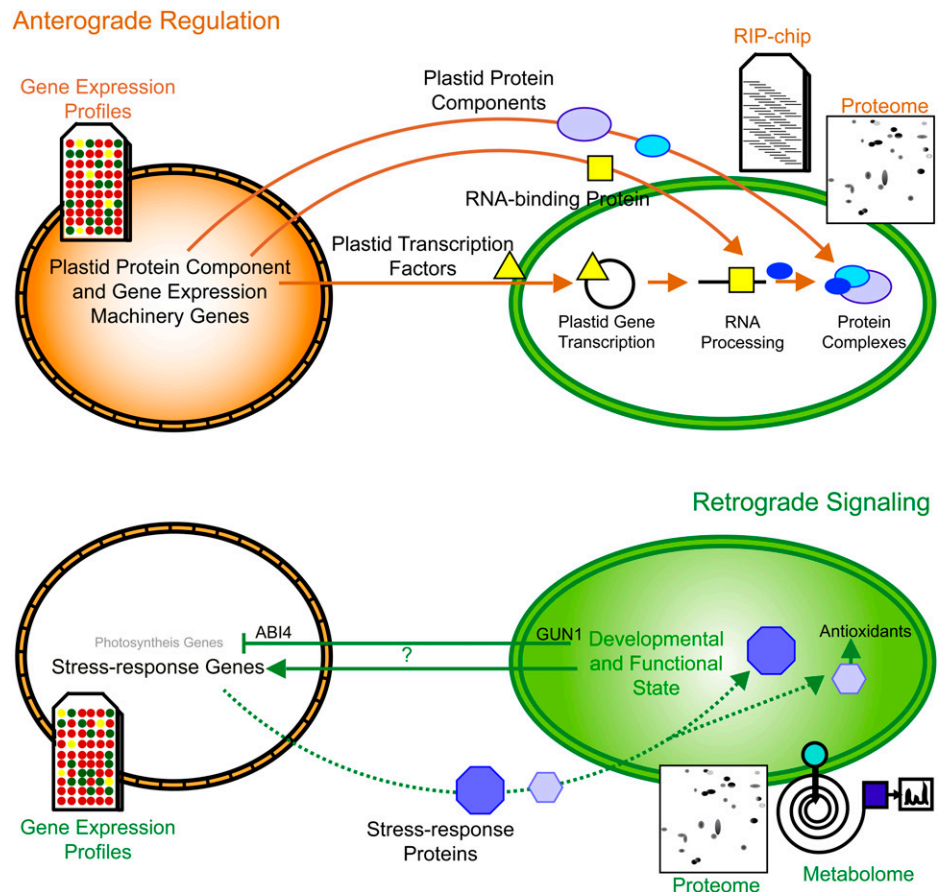 Anterograde Regulation
Gene Expression
Profiles
Plastid Protein
Components
RIP-chip
Proteome
RNA-binding Protein
Plastid Transcription
Factors
Plastid Protein Component
and Gene Expression
Machinery Genes
Plastid Gene
Transcription
RNA
Processing
Protein
Complexes
Retrograde Signaling
Photosyntheis Genes
ABI4
Stress-response Genes
?
GUN1
Developmental
and Functional
State
Antioxidants
Gene Expression
Profiles
Stress-response
Proteins
Proteome
Metabolome